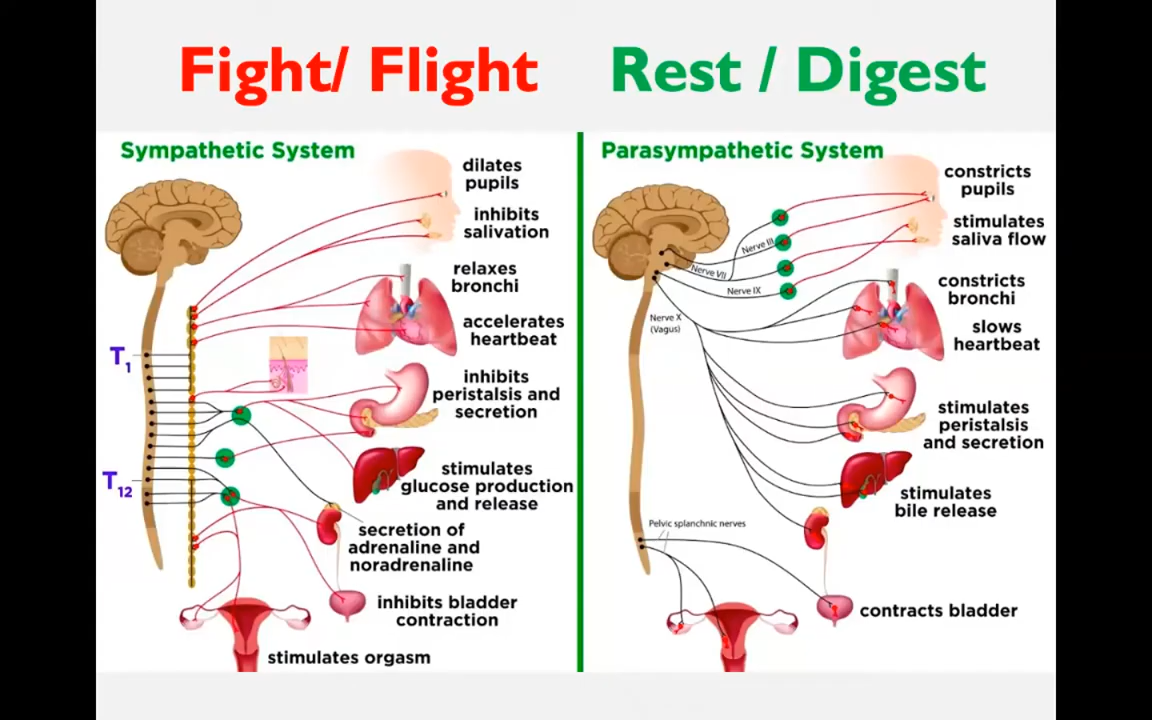 Fight/ Flight
Rest / Digest
Sympathetic System
dilates
pupils
inhibits
salivation
relaxes
bronchi
accelerates
heartbeat
T1
inhibits
peristalsis and
secretion
T12
stimulates
glucose production
and release
secretion of
adrenaline and
noradrenaline
inhibits bladder
contraction
stimulates orgasm
Parasympathetic System
constricts
pupils
stimulates
saliva flow
Nerve III
Nerve VII
Nerve IX
Nerve X
(Vagus)
constricts
bronchi
slows
heartbeat
stimulates
peristalsis
and secretion
stimulates
bile release
Pelvic splanchnic nerves
contracts bladder